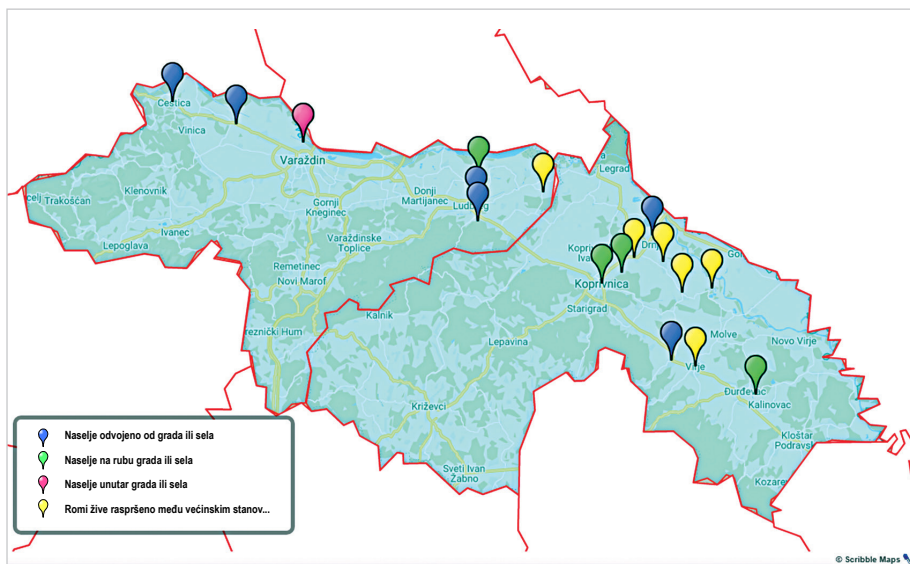 Cestica
Vinica
Varaždin
Legrad
Klenovnik
Trakošćan
Donji
Martijanec
Ludbreg
Gornji
Kneginec
Ivanec
Lepoglava
Varaždinske
Toplice
Remetinec
Novi Marof
Koprivnica
Starigrad
Kalnik
Lepavina
Molve
Novo Virje
Virje
Đurđevac
Kalinovac
Križevci
Kloštar
Podravsk
Sveti Ivan
Žabno
Kozarev
Naselje odvojeno od grada ili sela
Naselje na rubu grada ili sela
Naselje unutar grada ili sela
Romi žive raspršeno među većinskim stanov...
© Scribble Maps